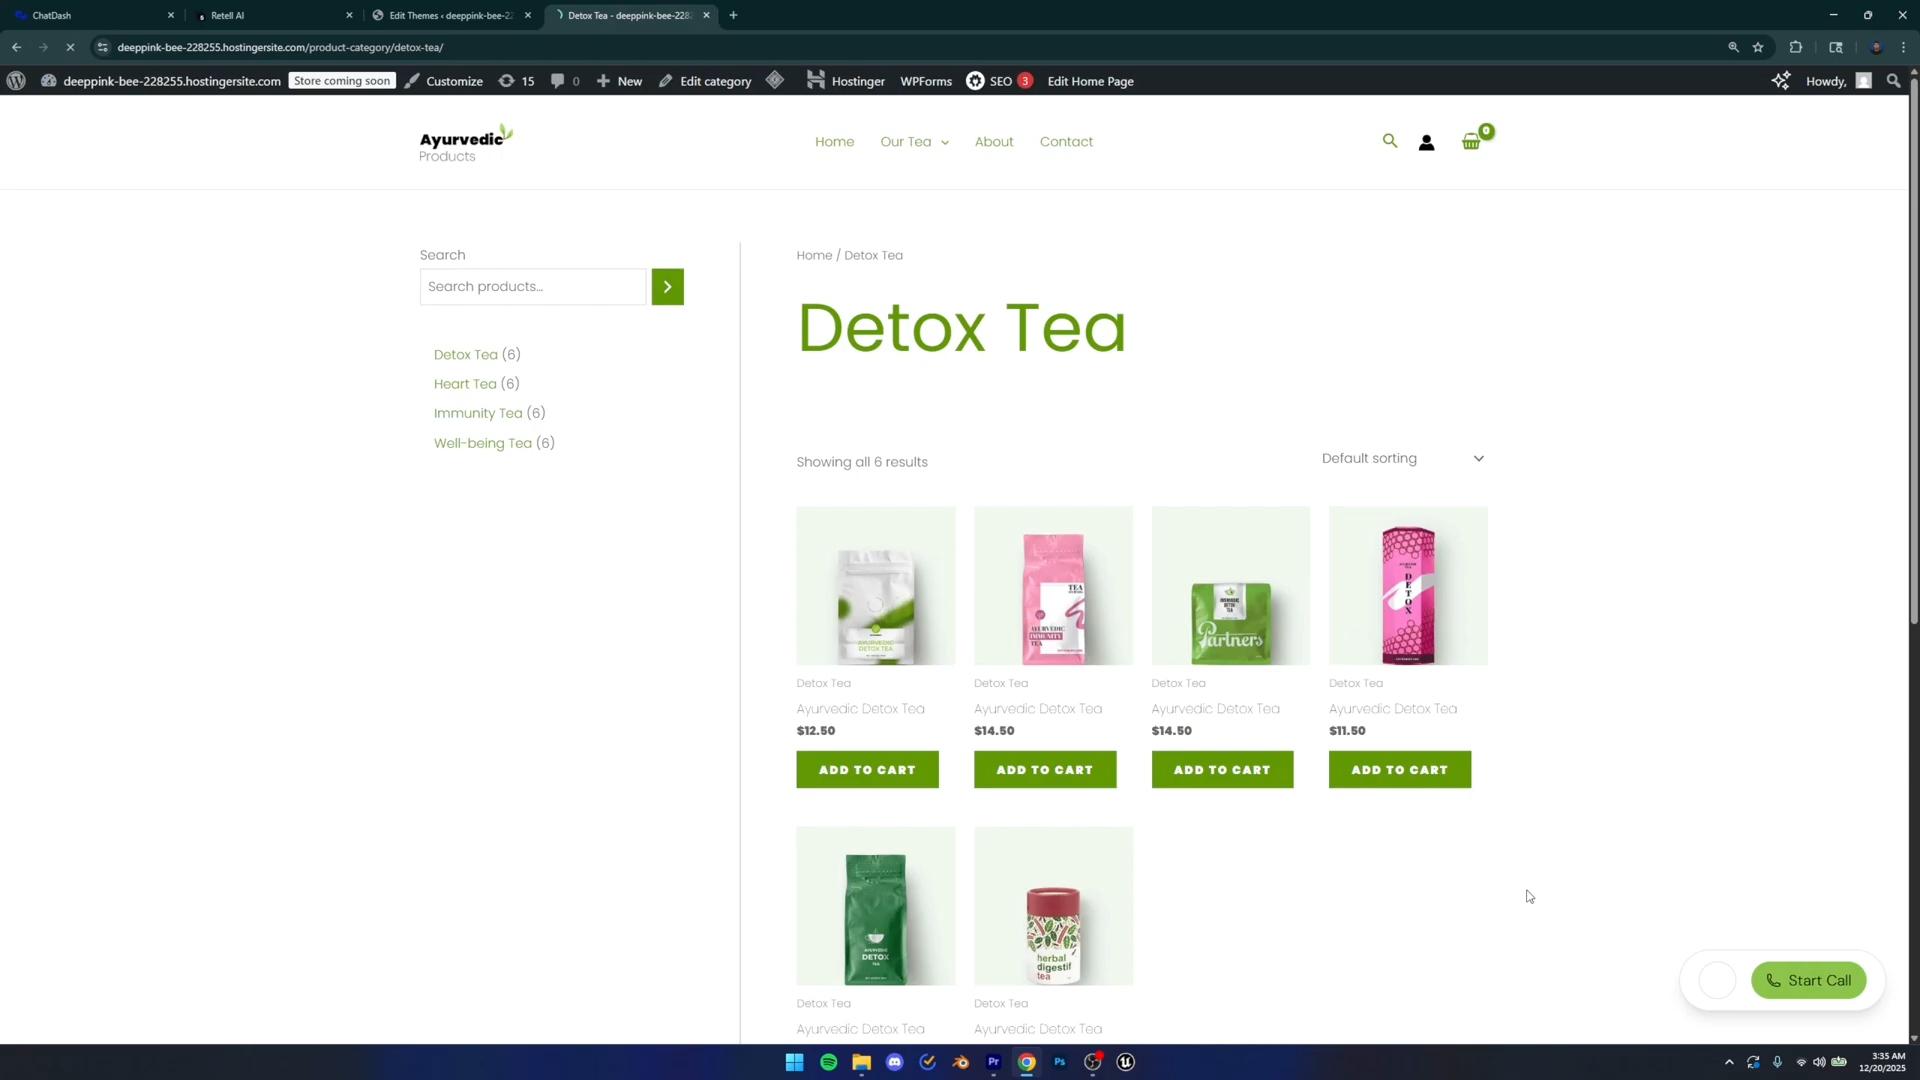 ChatDash
Retell AI
Edit Themes ‹ deeppink-bee-22
Detox Tea - deeppink-bee-228
deeppink-bee-228255.hostingersite.com/product-category/detox-tea/
deeppink-bee-228255.hostingersite.com
Store coming soon
Customize
15
0
New
Edit category
Hostinger
WPForms
SEO 3
Edit Home Page
Howdy,
Ayurvedic
Products
Home
Our Tea
About
Contact
0
Search
Search products...
Detox Tea (6)
Heart Tea (6)
Immunity Tea (6)
Well-being Tea (6)
Home / Detox Tea
Detox Tea
Showing all 6 results
Default sorting
AYURVEDIC
DETOX TEA
TEA
AYURVEDIC
IMMUNITY
TEA
AYURVEDIC
DETOX
TEA
Partners
DETOX
Detox Tea
Ayurvedic Detox Tea
$12.50
ADD TO CART
Detox Tea
Ayurvedic Detox Tea
$14.50
ADD TO CART
Detox Tea
Ayurvedic Detox Tea
$14.50
ADD TO CART
Detox Tea
Ayurvedic Detox Tea
$11.50
ADD TO CART
AYURVEDIC
DETOX
TEA
herbal
digestif
tea
Detox Tea
Ayurvedic Detox Tea
Detox Tea
Ayurvedic Detox Tea
Start Call
Pr
Ps
3:35 AM
12/20/2025